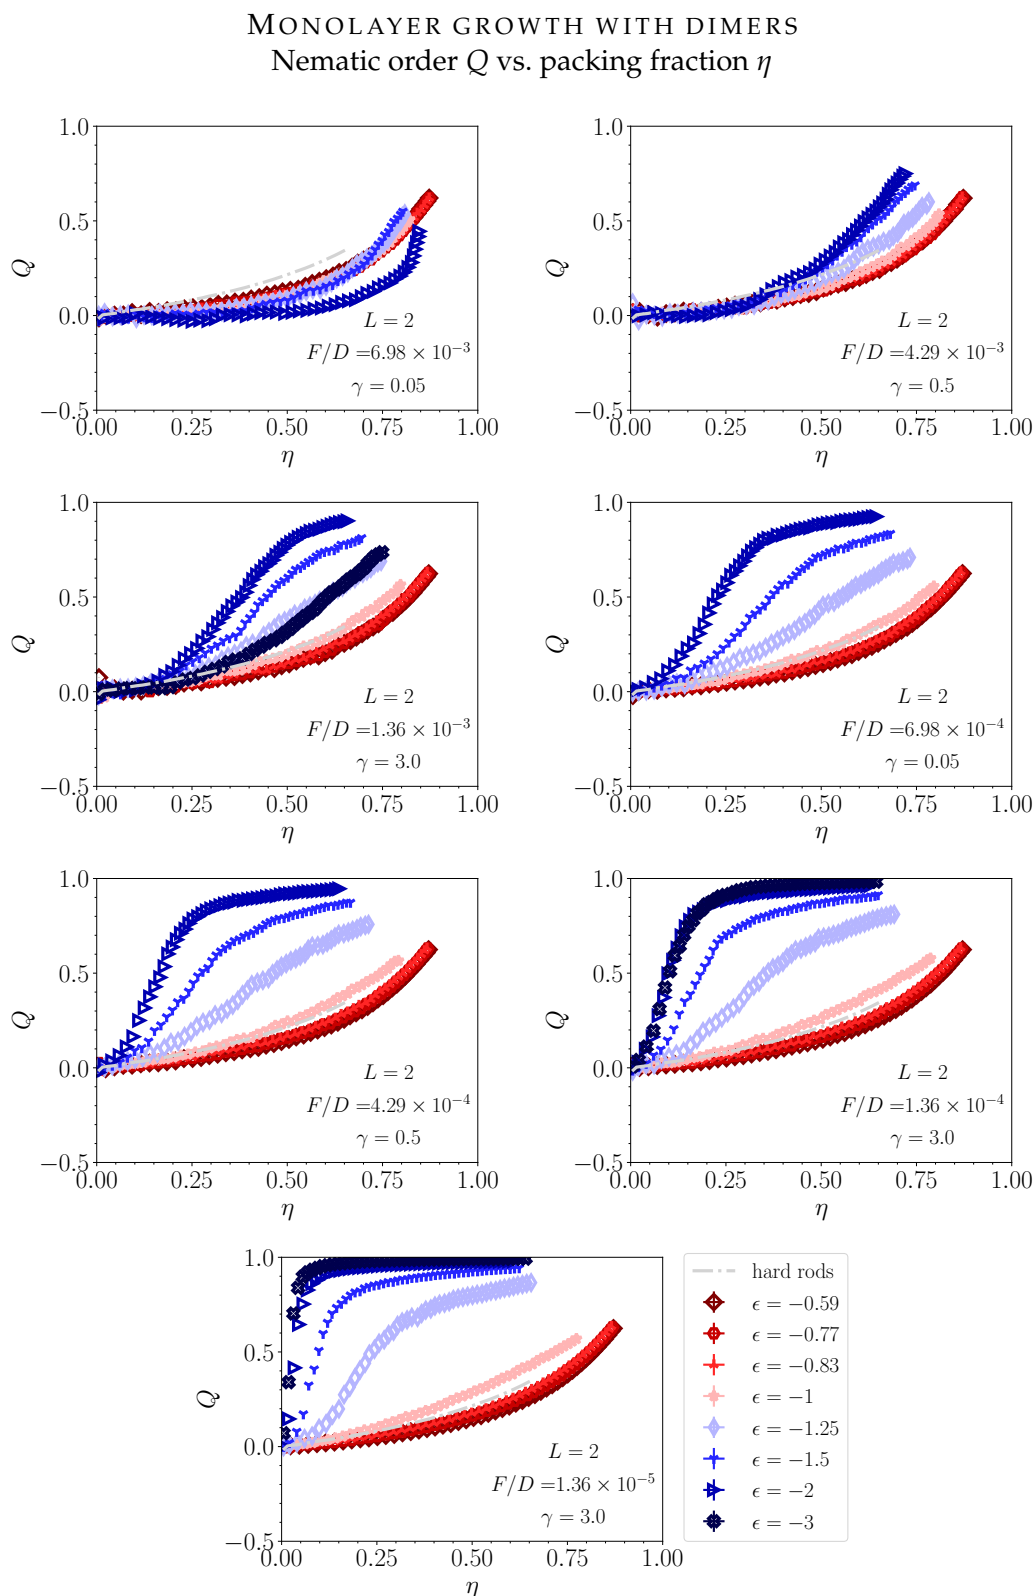 MONOLAYER GROWTH WITH DIMERS
Nematic order Q vs. packing fraction η
1.0
0.5
0.0
−0.5
Q
L = 2
F/D =6.98 × 10⁻³
γ = 0.05
0.00 0.25 0.50 0.75 1.00
η
1.0
0.5
0.0
−0.5
Q
L = 2
F/D =4.29 × 10⁻³
γ = 0.5
0.00 0.25 0.50 0.75 1.00
η
1.0
0.5
0.0
−0.5
Q
L = 2
F/D =1.36 × 10⁻³
γ = 3.0
0.00 0.25 0.50 0.75 1.00
η
1.0
0.5
0.0
−0.5
Q
L = 2
F/D =6.98 × 10⁻⁴
γ = 0.05
0.00 0.25 0.50 0.75 1.00
η
1.0
0.5
0.0
−0.5
Q
L = 2
F/D =4.29 × 10⁻⁴
γ = 0.5
0.00 0.25 0.50 0.75 1.00
η
1.0
0.5
0.0
−0.5
Q
L = 2
F/D =1.36 × 10⁻⁴
γ = 3.0
0.00 0.25 0.50 0.75 1.00
η
1.0
0.5
0.0
−0.5
Q
L = 2
F/D =1.36 × 10⁻⁵
γ = 3.0
0.00 0.25 0.50 0.75 1.00
η
hard rods
ϵ = −0.59
ϵ = −0.77
ϵ = −0.83
ϵ = −1
ϵ = −1.25
ϵ = −1.5
ϵ = −2
ϵ = −3